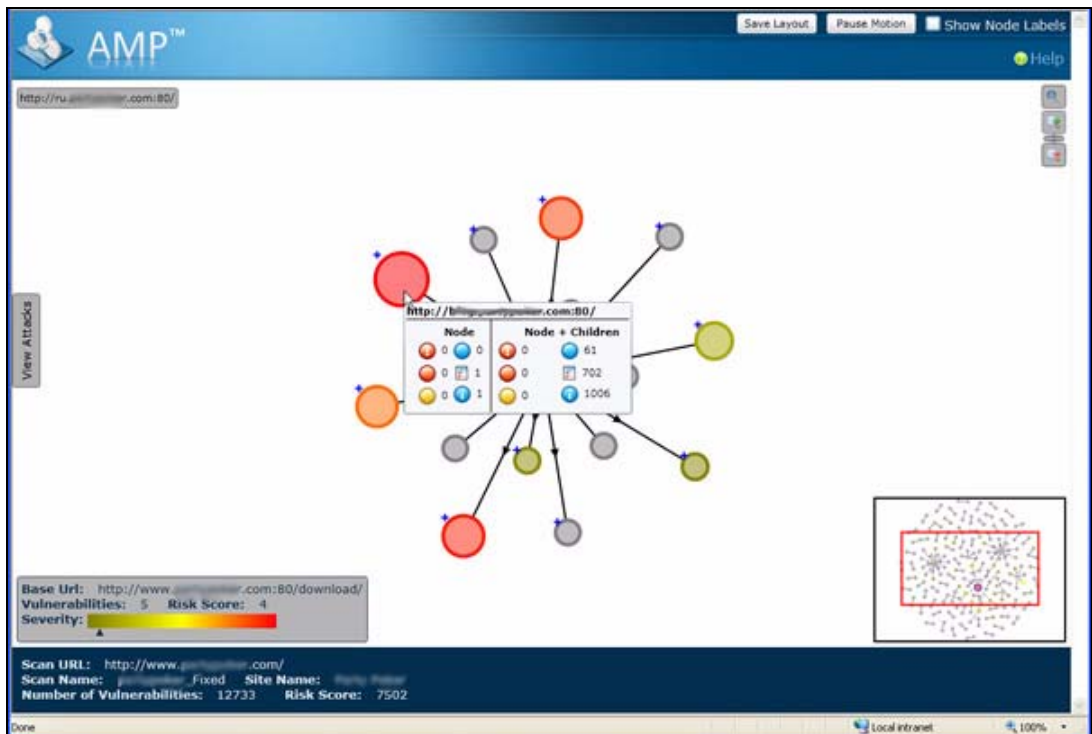 AMP™
Save Layout
Pause Motion
Show Node Labels
Help
http://ru. .com:80/
View Attacks
http://b .com:80/
Node
Node + Children
0 0 0 61
0 1 0 702
0 1 0 1006
Base Url: http://www. .com:80/download/
Vulnerabilities: 5 Risk Score: 4
Severity:
Scan URL: http://www. .com/
Scan Name: _Fixed Site Name:
Number of Vulnerabilities: 12733 Risk Score: 7502
Done
Local intranet
100%